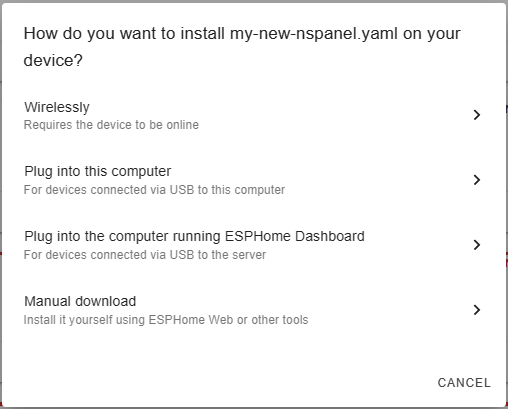 How do you want to install my-new-nspanel.yaml on your
device?
Wirelessly
Requires the device to be online
Plug into this computer
For devices connected via USB to this computer
Plug into the computer running ESPHome Dashboard
For devices connected via USB to the server
Manual download
Install it yourself using ESPHome Web or other tools
CANCEL